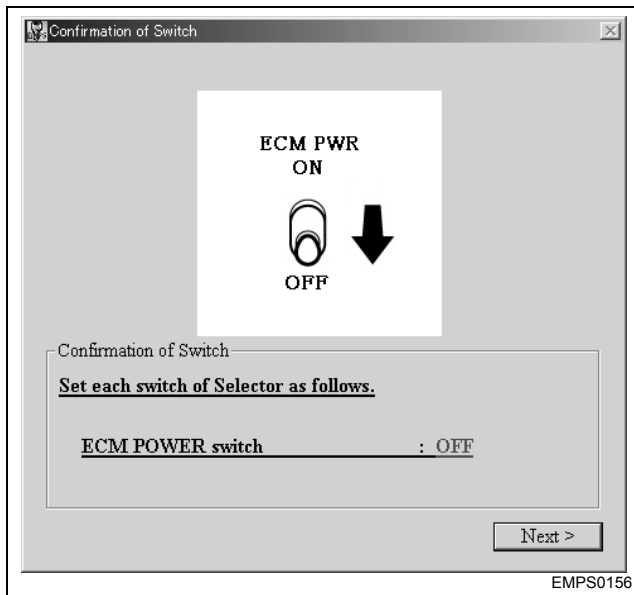 Confirmation of Switch
ECM PWR
ON
OFF
Confirmation of Switch
Set each switch of Selector as follows.
ECM POWER switch : OFF
Next >
EMPS0156